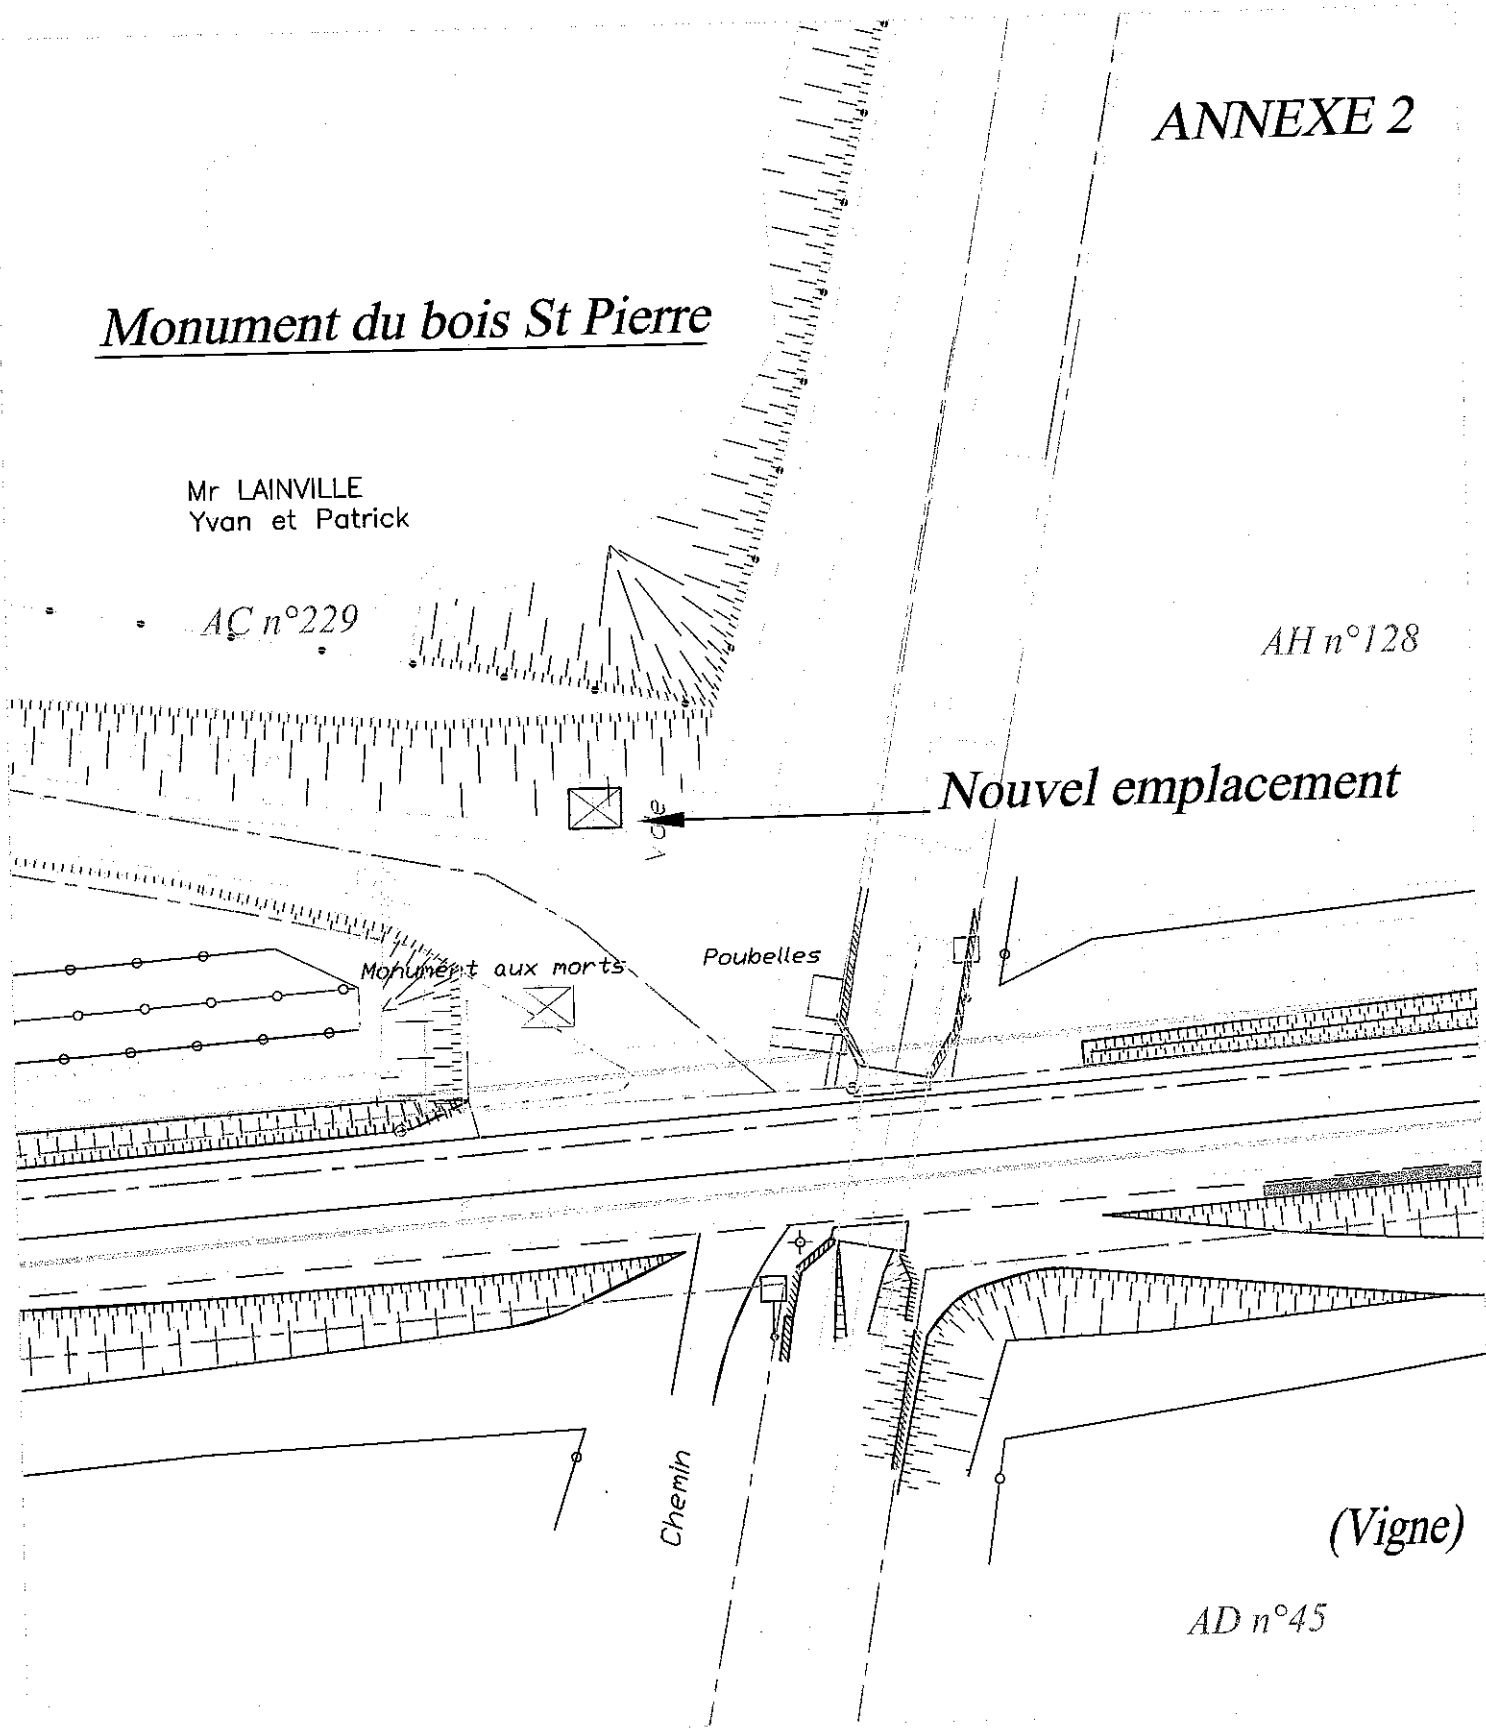 ANNEXE 2
Monument du bois St Pierre
Mr LAINVILLE
Yvan et Patrick
AC n°229
AH n°128
Nouvel emplacement
Poubelles
Monument aux morts
Chemin
(Vigne)
AD n°45